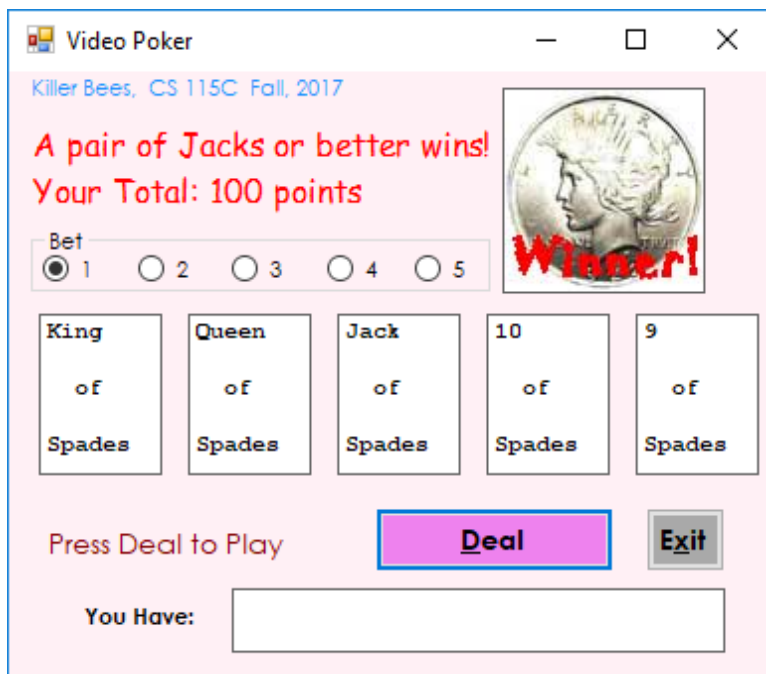 Video Poker
Killer Bees, CS 115C Fall, 2017
A pair of Jacks or better wins!
Your Total: 100 points
Winner!
Bet
1 2 3 4 5
King Queen Jack 10 9
of of of of of
Spades Spades Spades Spades Spades
Press Deal to Play
Deal
Exit
You Have: